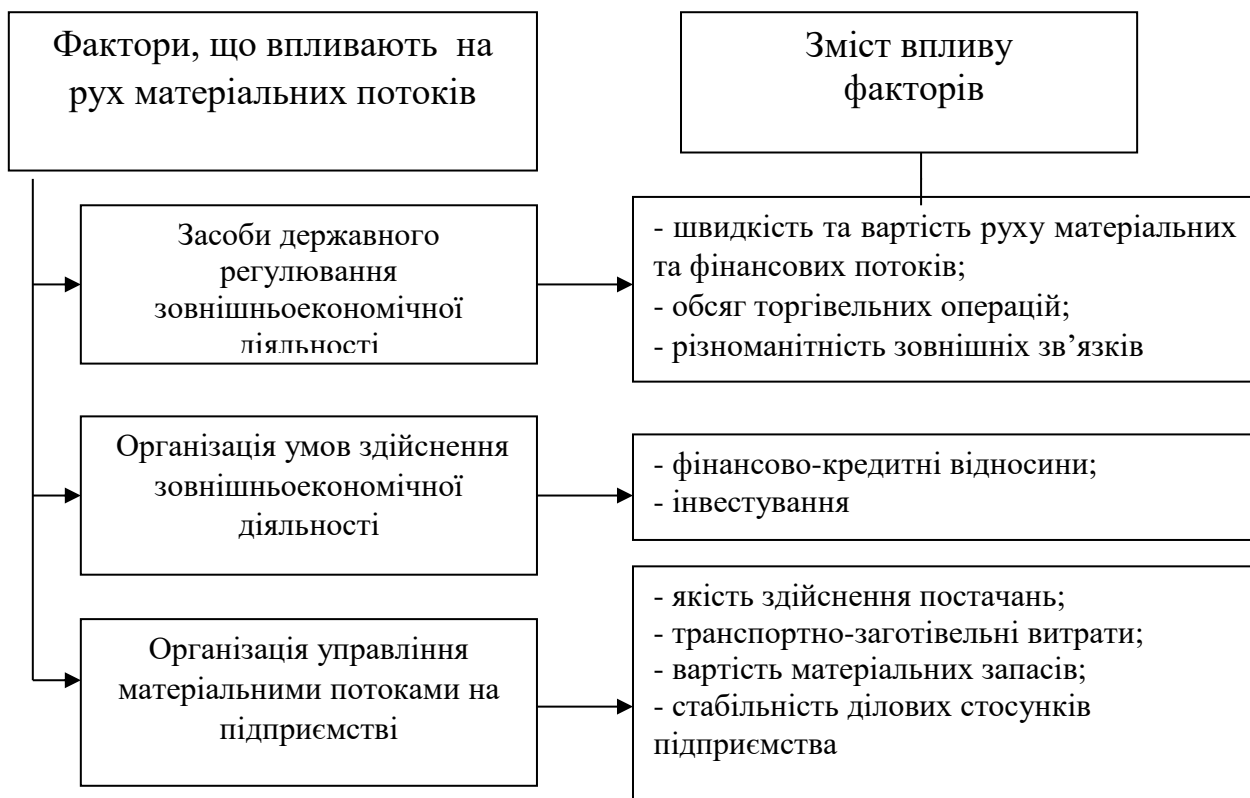 Фактори, що впливають на
рух матеріальних потоків
Зміст впливу
факторів
Засоби державного
регулювання
зовнішньоекономічної
діяльності
- швидкість та вартість руху матеріальних
та фінансових потоків;
- обсяг торгівельних операцій;
- різноманітність зовнішніх зв’язків
Організація умов здійснення
зовнішньоекономічної
діяльності
- фінансово-кредитні відносини;
- інвестування
Організація управління
матеріальними потоками на
підприємстві
- якість здійснення постачань;
- транспортно-заготівельні витрати;
- вартість матеріальних запасів;
- стабільність ділових стосунків
підприємства